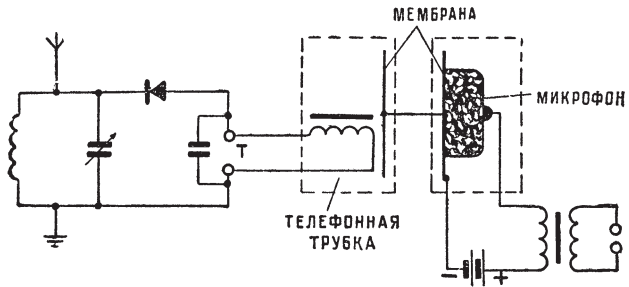 МЕМБРАНА
МИКРОФОН
Т
ТЕЛЕФОННАЯ
ТРУБКА
− +